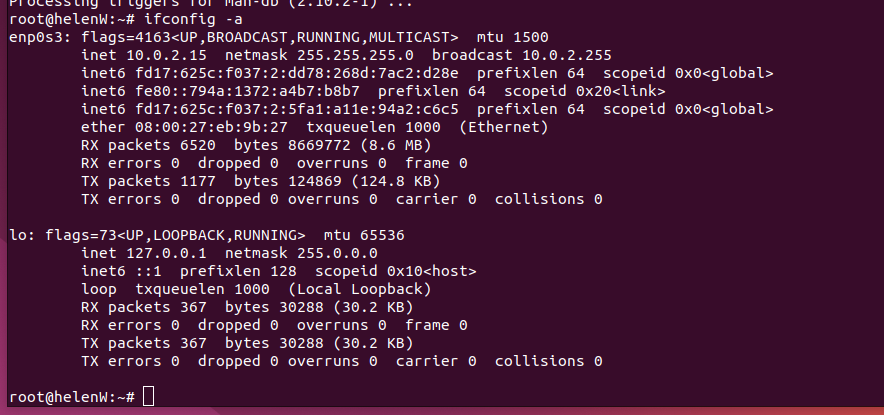 Processing triggers for man-db (2.10.2-1) ...
root@helenW:~# ifconfig -a
enp0s3: flags=4163<UP,BROADCAST,RUNNING,MULTICAST>  mtu 1500
        inet 10.0.2.15  netmask 255.255.255.0  broadcast 10.0.2.255
        inet6 fd17:625c:f037:2:dd78:268d:7ac2:d28e  prefixlen 64  scopeid 0x0<global>
        inet6 fe80::794a:1372:a4b7:b8b7  prefixlen 64  scopeid 0x20<link>
        inet6 fd17:625c:f037:2:5fa1:a11e:94a2:c6c5  prefixlen 64  scopeid 0x0<global>
        ether 08:00:27:eb:9b:27  txqueuelen 1000  (Ethernet)
        RX packets 6520  bytes 8669772 (8.6 MB)
        RX errors 0  dropped 0  overruns 0  frame 0
        TX packets 1177  bytes 124869 (124.8 KB)
        TX errors 0  dropped 0 overruns 0  carrier 0  collisions 0

lo: flags=73<UP,LOOPBACK,RUNNING>  mtu 65536
        inet 127.0.0.1  netmask 255.0.0.0
        inet6 ::1  prefixlen 128  scopeid 0x10<host>
        loop  txqueuelen 1000  (Local Loopback)
        RX packets 367  bytes 30288 (30.2 KB)
        RX errors 0  dropped 0  overruns 0  frame 0
        TX packets 367  bytes 30288 (30.2 KB)
        TX errors 0  dropped 0 overruns 0  carrier 0  collisions 0

root@helenW:~#